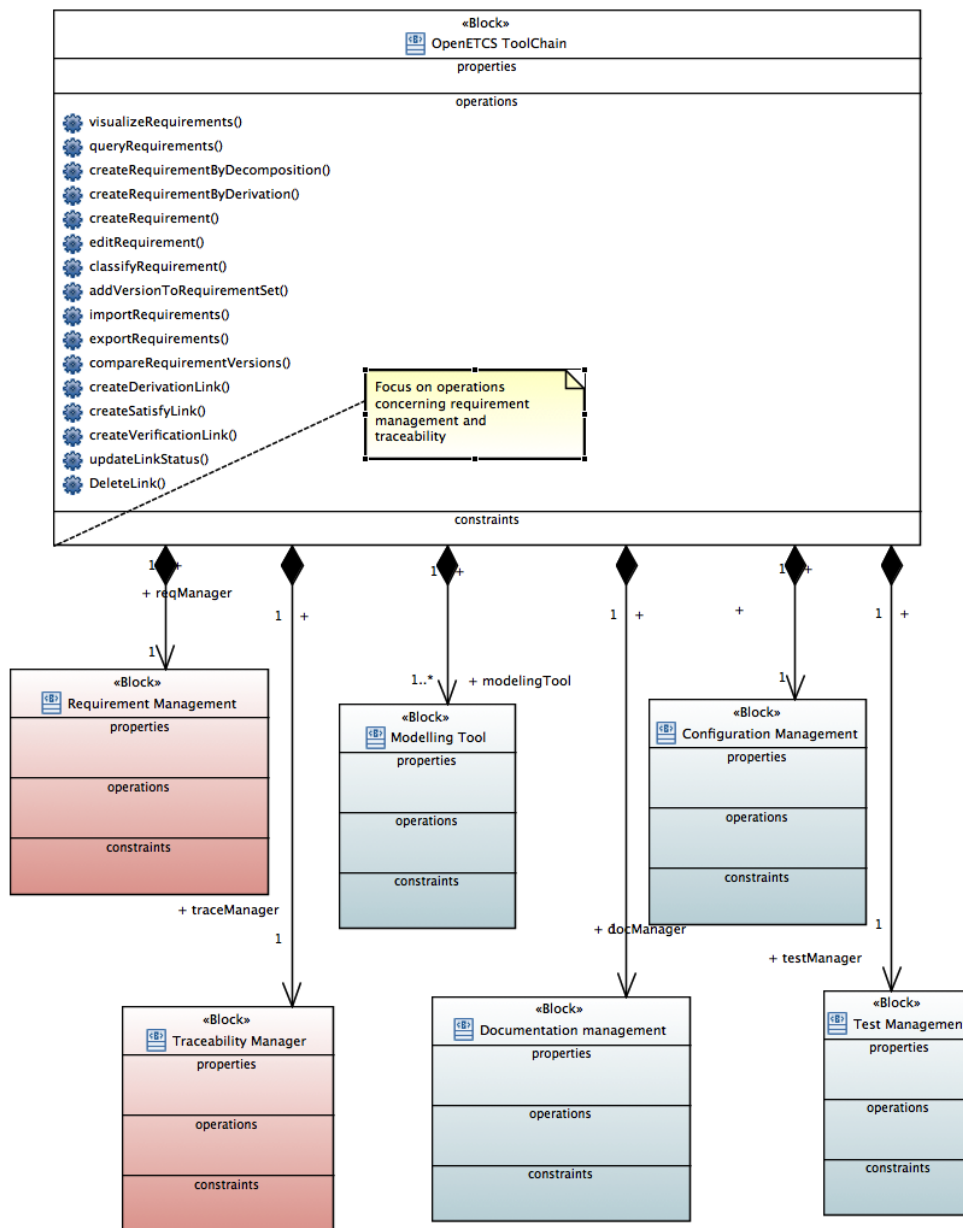 «Block»
OpenETCS ToolChain
properties
operations
visualizeRequirements()
queryRequirements()
createRequirementByDecomposition()
createRequirementByDerivation()
createRequirement()
editRequirement()
classifyRequirement()
addVersionToRequirementSet()
importRequirements()
exportRequirements()
compareRequirementVersions()
createDerivationLink()
createSatisfyLink()
createVerificationLink()
updateLinkStatus()
DeleteLink()
Focus on operations
concerning requirement
management and
traceability
constraints
1 +
+ reqManager
1
1 +
1 +
1..*
+ modelingTool
1 +
1 +
+
1
1 +
«Block»
Requirement Management
properties
operations
constraints
«Block»
Modelling Tool
properties
operations
constraints
«Block»
Configuration Management
properties
operations
constraints
+ traceManager
1
+ docManager
1
1
+ testManager
«Block»
Traceability Manager
properties
operations
constraints
«Block»
Documentation management
properties
operations
constraints
«Block»
Test Management
properties
operations
constraints